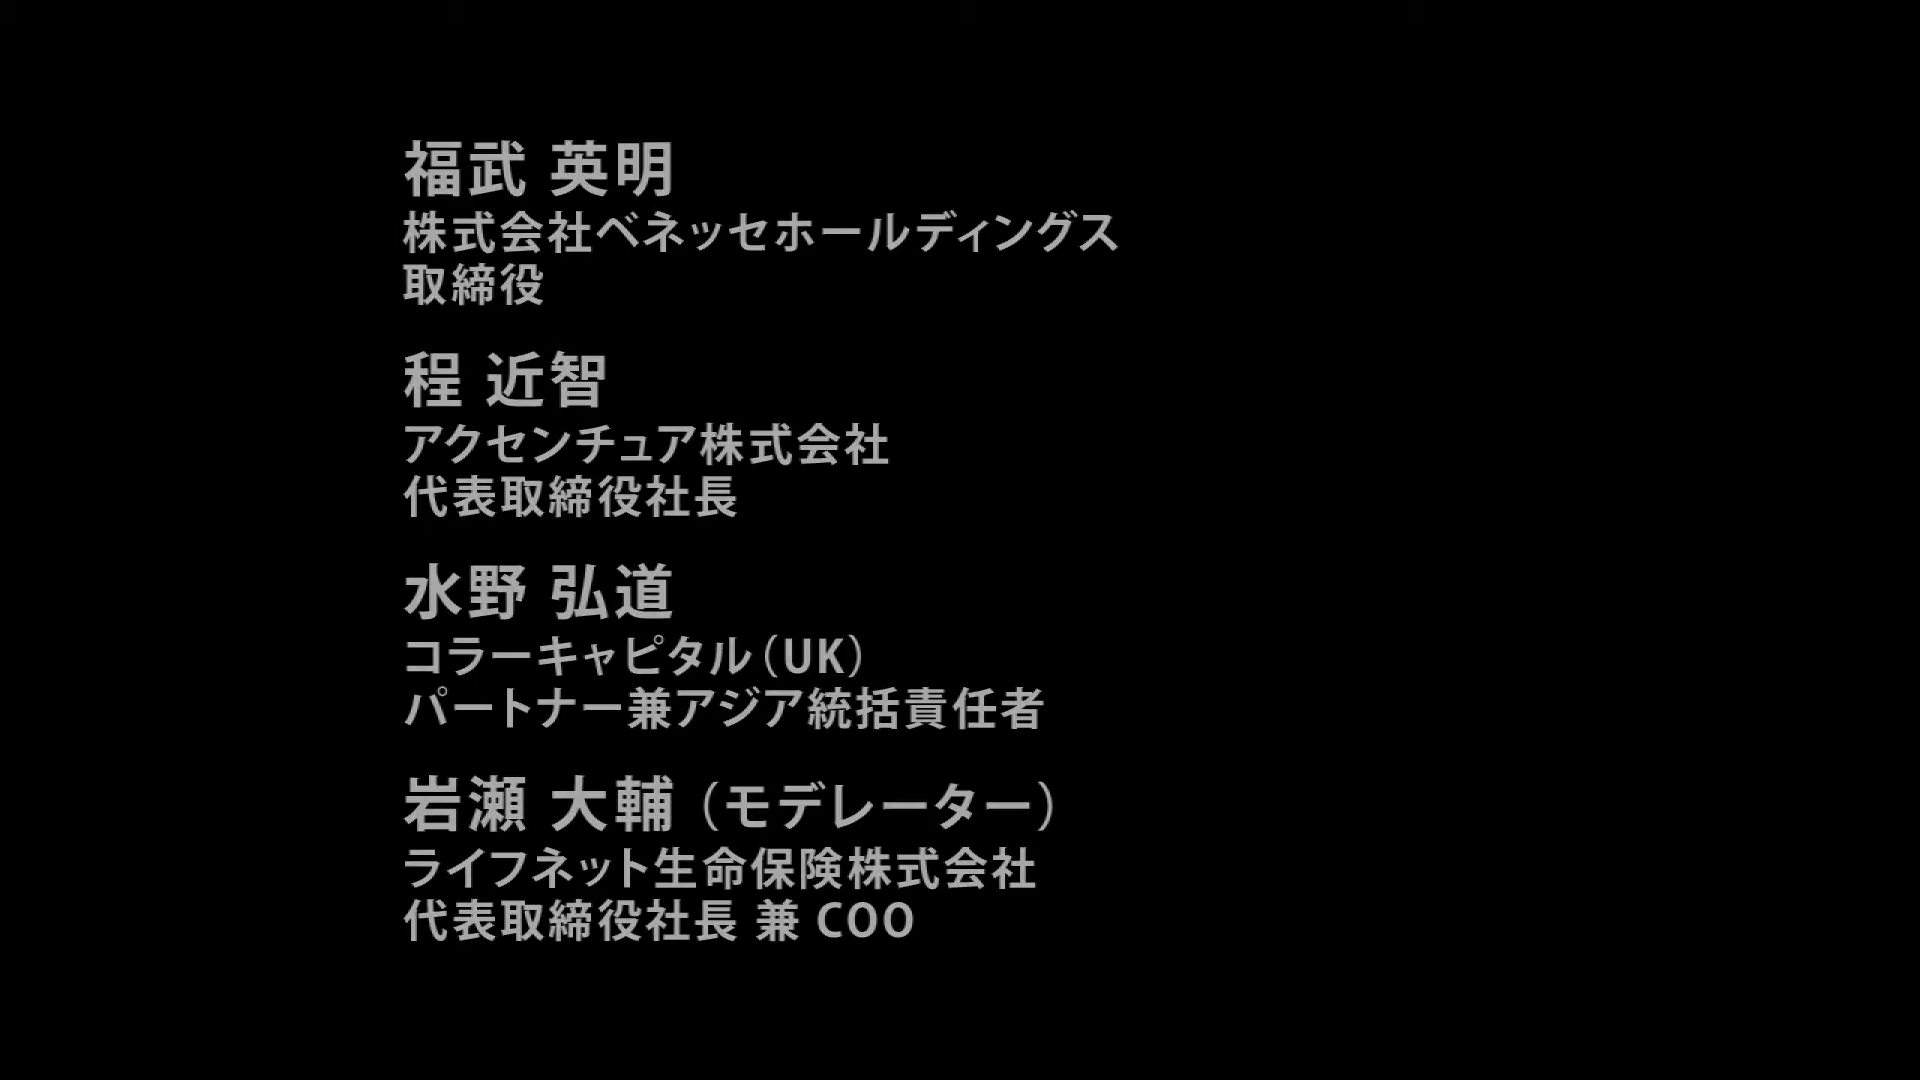 福武 英明
株式会社ベネッセホールディングス
取締役
程 近智
アクセンチュア株式会社
代表取締役社長
水野 弘道
コラーキャピタル（UK）
パートナー兼アジア統括責任者
岩瀬 大輔（モデレーター）
ライフネット生命保険株式会社
代表取締役社長 兼 COO